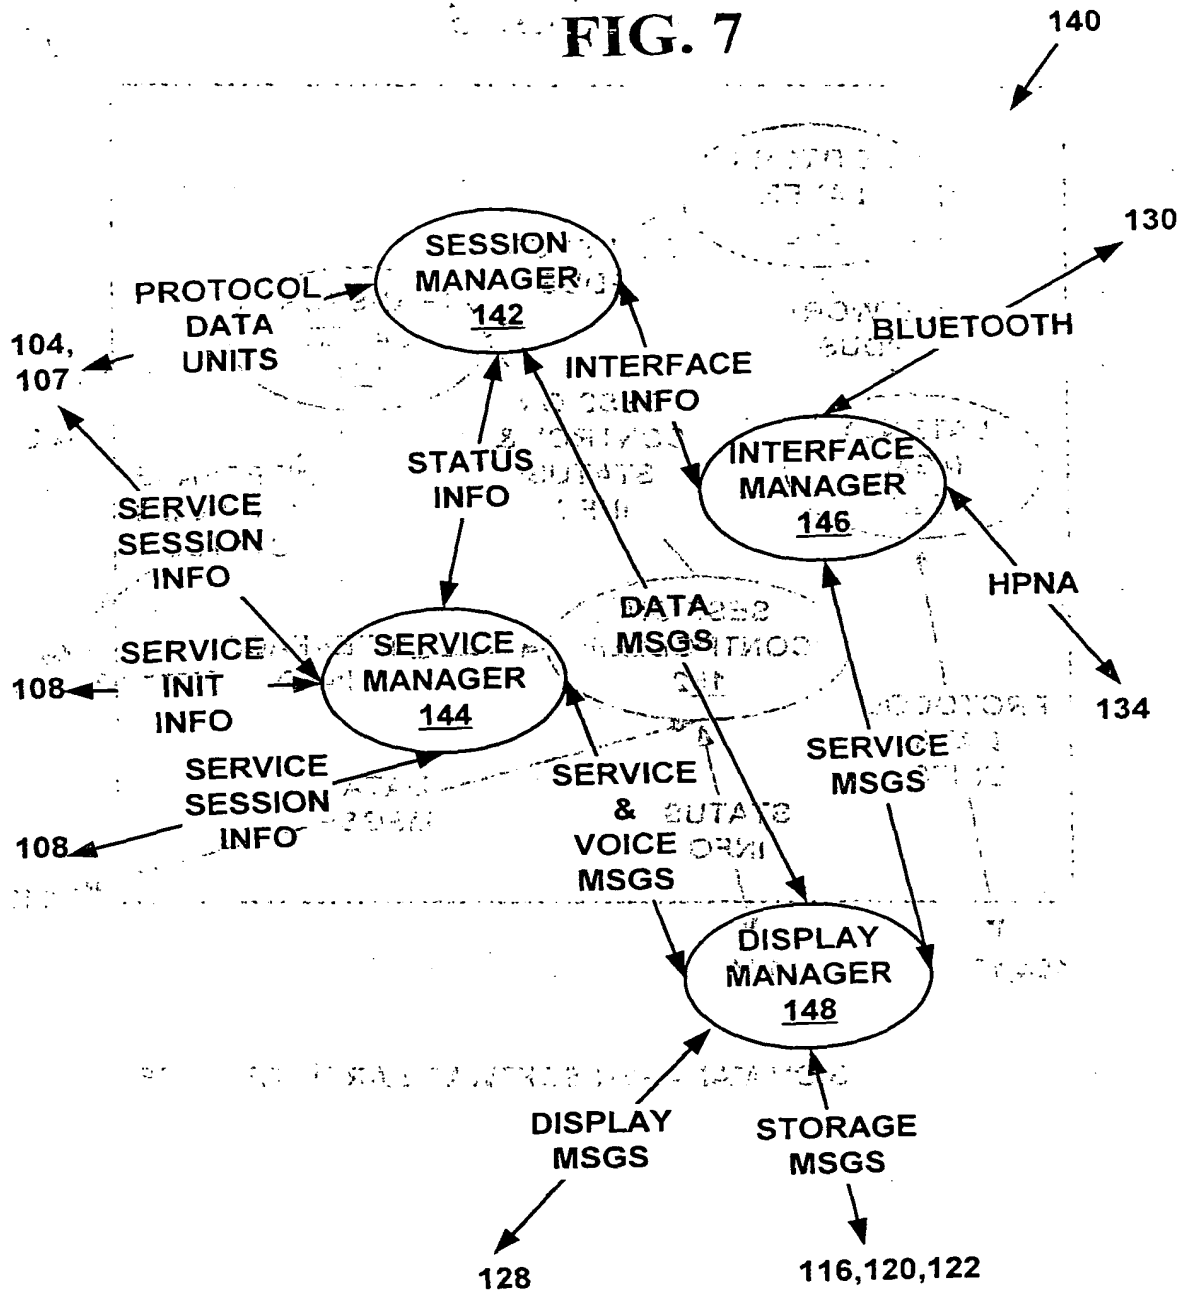 FIG. 7
140
130
SESSION
MANAGER
142
PROTOCOL
DATA
UNITS
104,
107
BLUETOOTH
INTERFACE
INFO
INTERFACE
MANAGER
146
STATUS
INFO
SERVICE
SESSION
INFO
HPNA
DATA
MSGS
SERVICE
MANAGER
144
SERVICE
INIT
INFO
108
134
SERVICE
MSGS
SERVICE
SESSION
INFO
108
SERVICE
&
VOICE
MSGS
DISPLAY
MANAGER
148
DISPLAY
MSGS
STORAGE
MSGS
128
116,120,122